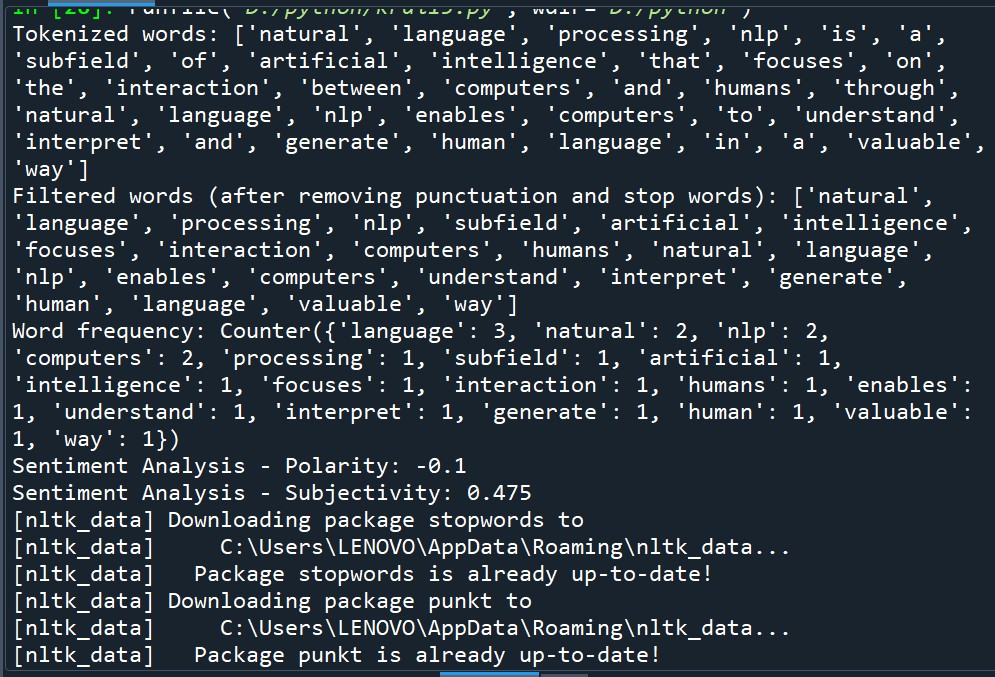 In [28]: runfile('D:/python/kruti9.py', wdir='D:/python')
Tokenized words: ['natural', 'language', 'processing', 'nlp', 'is', 'a',
'subfield', 'of', 'artificial', 'intelligence', 'that', 'focuses', 'on',
'the', 'interaction', 'between', 'computers', 'and', 'humans', 'through',
'natural', 'language', 'nlp', 'enables', 'computers', 'to', 'understand',
'interpret', 'and', 'generate', 'human', 'language', 'in', 'a', 'valuable',
'way']
Filtered words (after removing punctuation and stop words): ['natural',
'language', 'processing', 'nlp', 'subfield', 'artificial', 'intelligence',
'focuses', 'interaction', 'computers', 'humans', 'natural', 'language',
'nlp', 'enables', 'computers', 'understand', 'interpret', 'generate',
'human', 'language', 'valuable', 'way']
Word frequency: Counter({'language': 3, 'natural': 2, 'nlp': 2,
'computers': 2, 'processing': 1, 'subfield': 1, 'artificial': 1,
'intelligence': 1, 'focuses': 1, 'interaction': 1, 'humans': 1, 'enables':
1, 'understand': 1, 'interpret': 1, 'generate': 1, 'human': 1, 'valuable':
1, 'way': 1})
Sentiment Analysis - Polarity: -0.1
Sentiment Analysis - Subjectivity: 0.475
[nltk_data] Downloading package stopwords to
[nltk_data]     C:\Users\LENOVO\AppData\Roaming\nltk_data...
[nltk_data]   Package stopwords is already up-to-date!
[nltk_data] Downloading package punkt to
[nltk_data]     C:\Users\LENOVO\AppData\Roaming\nltk_data...
[nltk_data]   Package punkt is already up-to-date!